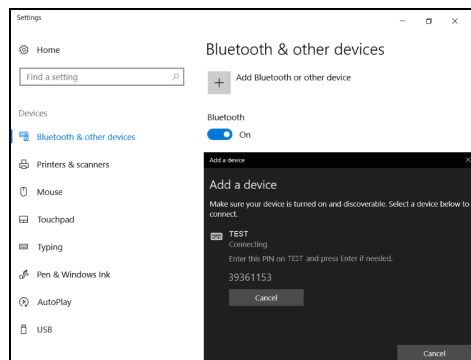 Settings
Home
Find a setting
Devices
Bluetooth & other devices
Printers & scanners
Mouse
Touchpad
Typing
Pen & Windows Ink
AutoPlay
USB
Bluetooth & other devices
Add Bluetooth or other device
Bluetooth
On
Add a device
Add a device
Make sure your device is turned on and discoverable. Select a device below to
connect.
TEST
Connecting
Enter this PIN on TEST and press Enter if needed.
39361153
Cancel
Cancel